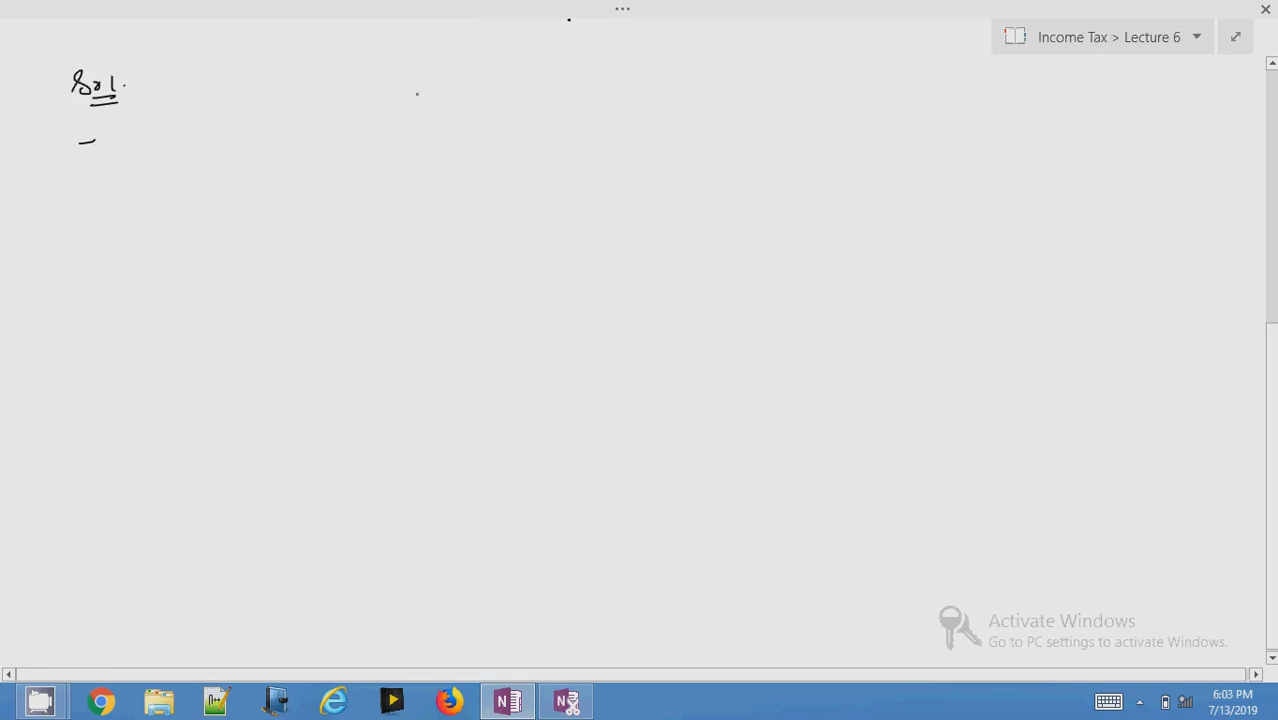 ...
Income Tax > Lecture 6
Sol.
Activate Windows
Go to PC settings to activate Windows.
6:03 PM
7/13/2019